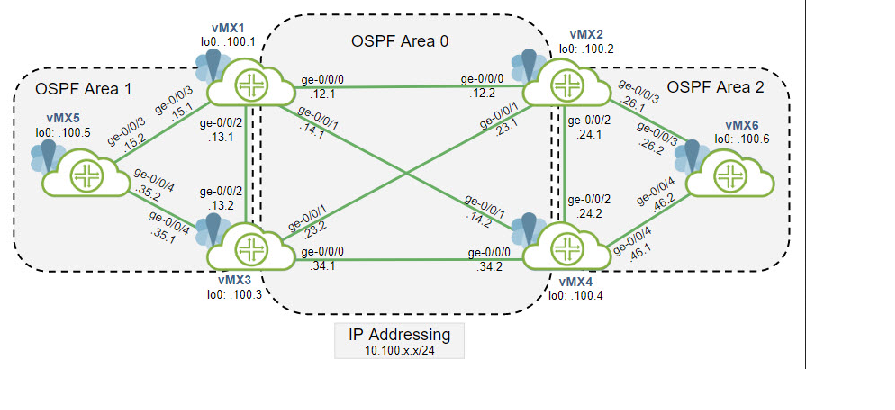 OSPF Area 0
OSPF Area 1
OSPF Area 2
vMX1
lo0: .100.1
vMX2
lo0: .100.2
ge-0/0/0
.12.1
ge-0/0/0
.12.2
ge-0/0/3
.15.1
ge-0/0/3
.15.2
vMX5
lo0: .100.5
ge-0/0/2
.13.1
ge-0/0/1
.14.1
ge-0/0/1
.23.1
ge-0/0/2
.24.1
ge-0/0/3
.26.1
ge-0/0/3
.26.2
vMX6
lo0: .100.6
ge-0/0/4
.35.2
ge-0/0/4
.35.1
ge-0/0/2
.13.2
ge-0/0/1
.23.2
ge-0/0/1
.14.2
ge-0/0/2
.24.2
ge-0/0/4
.46.2
ge-0/0/4
.46.1
ge-0/0/0
.34.1
ge-0/0/0
.34.2
vMX3
lo0: .100.3
vMX4
lo0: .100.4
IP Addressing
10.100.x.x/24